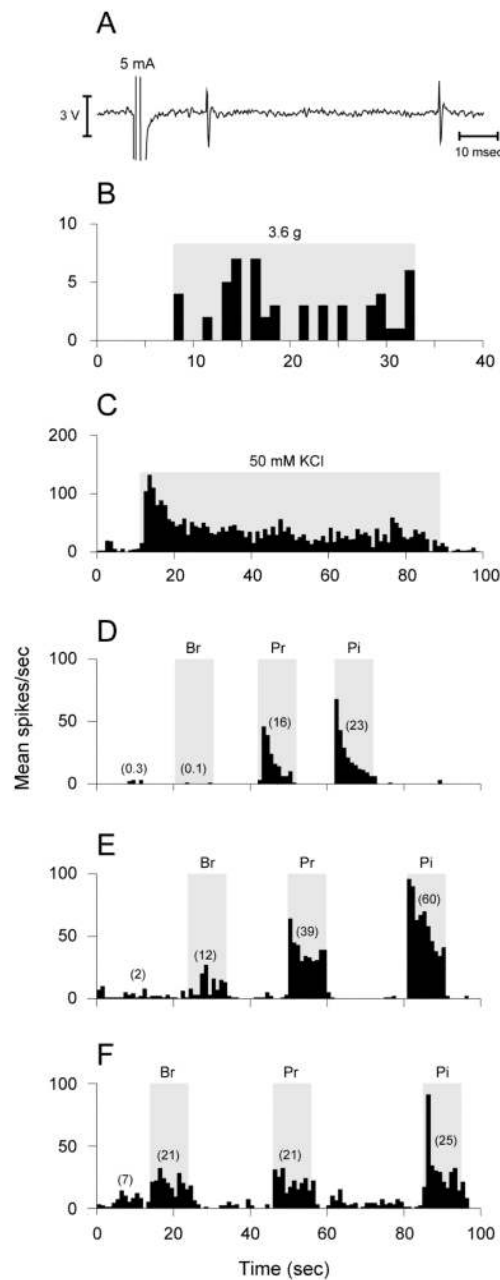 A
5 mA
3 V
10 msec
B
3.6 g
10
5
0
0 10 20 30 40
C
50 mM KCl
200
100
0
0 20 40 60 80 100
Mean spikes/sec
D
Br Pr Pi
100
50
0
(0.3) (0.1) (16) (23)
E
Br Pr Pi
100
50
0
(2) (12) (39) (60)
F
Br Pr Pi
100
50
0
(7) (21) (21) (25)
0 20 40 60 80 100
Time (sec)